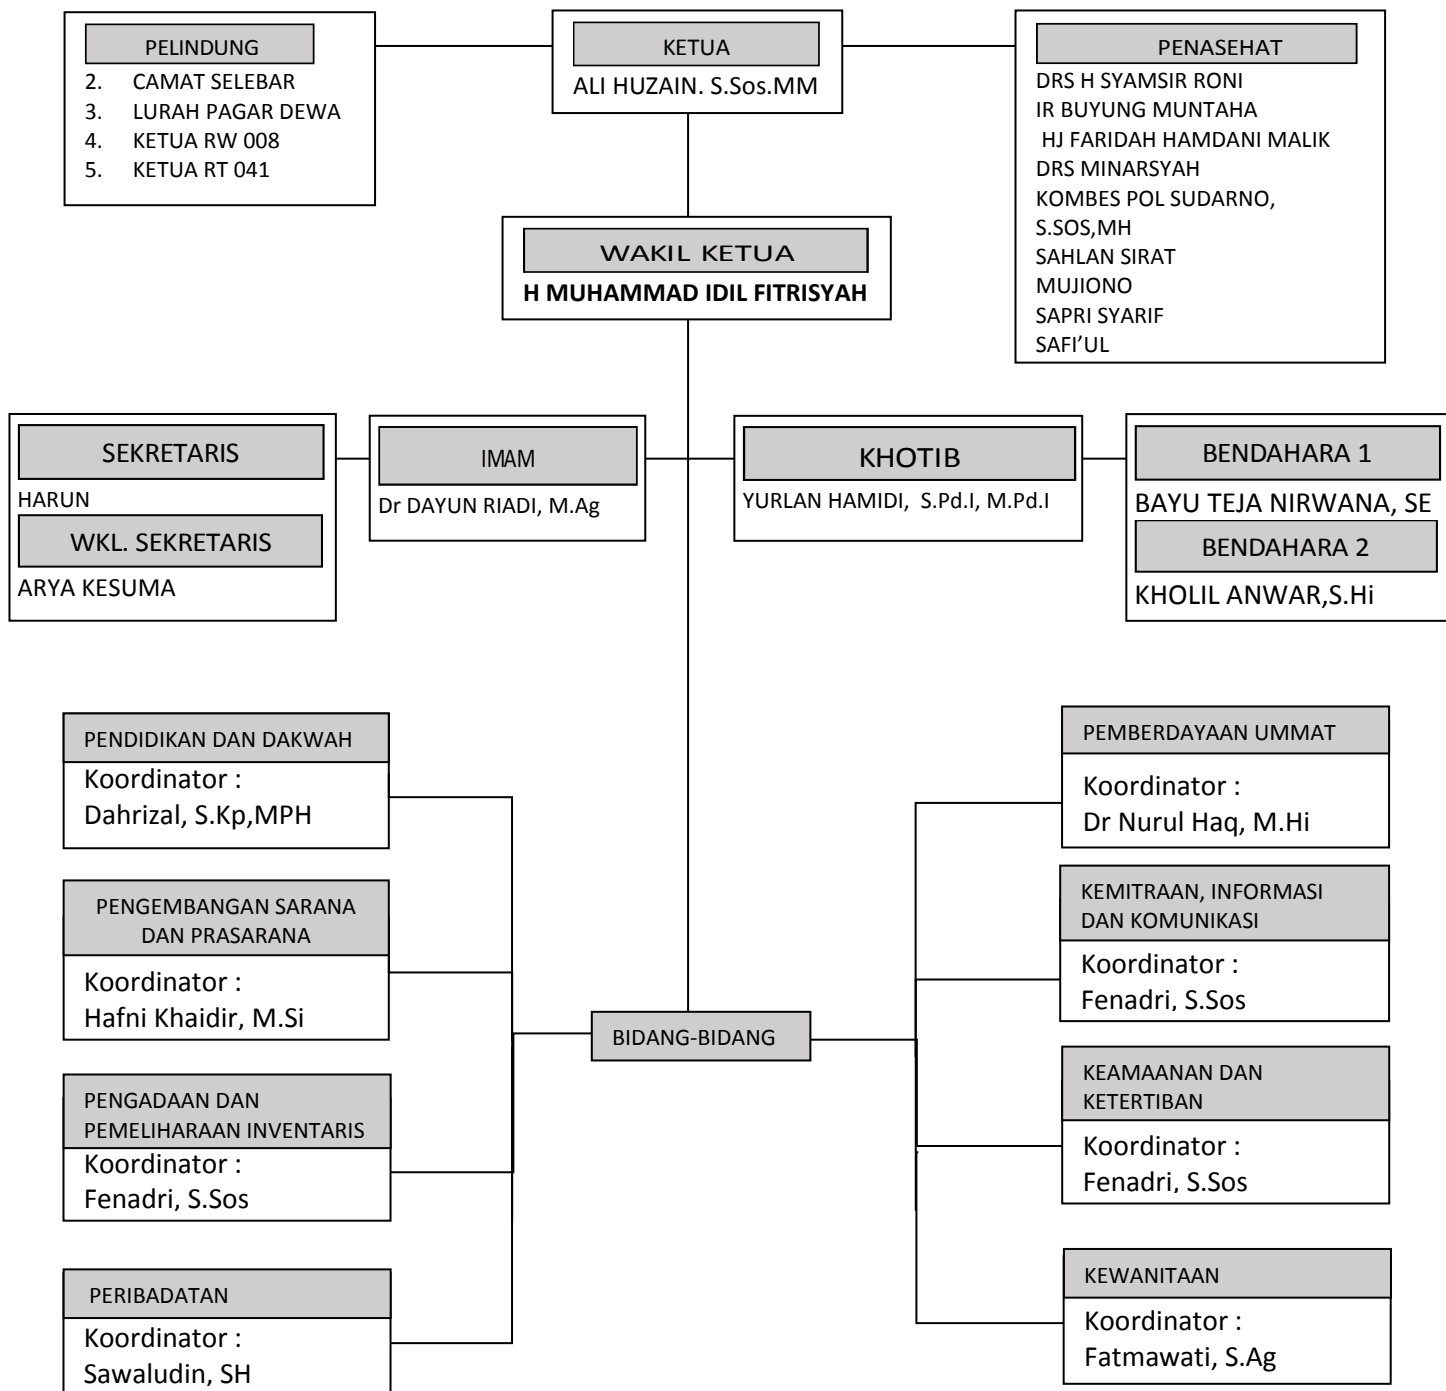 PELINDUNG
2. CAMAT SELEBAR
3. LURAH PAGAR DEWA
4. KETUA RW 008
5. KETUA RT 041
KETUA
ALI HUZAIN. S.Sos.MM
PENASEHAT
DRS H SYAMSIR RONI
IR BUYUNG MUNTAHA
HJ FARIDAH HAMDANI MALIK
DRS MINARSYAH
KOMBES POL SUDARNO,
S.SOS,MH
SAHLAN SIRAT
MUJIONO
SAPRI SYARIF
SAFI’UL
WAKIL KETUA
H MUHAMMAD IDIL FITRISYAH
SEKRETARIS
HARUN
WKL. SEKRETARIS
ARYA KESUMA
IMAM
Dr DAYUN RIADI, M.Ag
KHOTIB
YURLAN HAMIDI, S.Pd.I, M.Pd.I
BENDAHARA 1
BAYU TEJA NIRWANA, SE
BENDAHARA 2
KHOLIL ANWAR,S.Hi
PENDIDIKAN DAN DAKWAH
Koordinator :
Dahrizal, S.Kp,MPH
PENGEMBANGAN SARANA
DAN PRASARANA
Koordinator :
Hafni Khaidir, M.Si
PENGADAAN DAN
PEMELIHARAAN INVENTARIS
Koordinator :
Fenadri, S.Sos
PERIBADATAN
Koordinator :
Sawaludin, SH
BIDANG-BIDANG
PEMBERDAYAAN UMMAT
Koordinator :
Dr Nurul Haq, M.Hi
KEMITRAAN, INFORMASI
DAN KOMUNIKASI
Koordinator :
Fenadri, S.Sos
KEAMAANAN DAN
KETERTIBAN
Koordinator :
Fenadri, S.Sos
KEWANITAAN
Koordinator :
Fatmawati, S.Ag